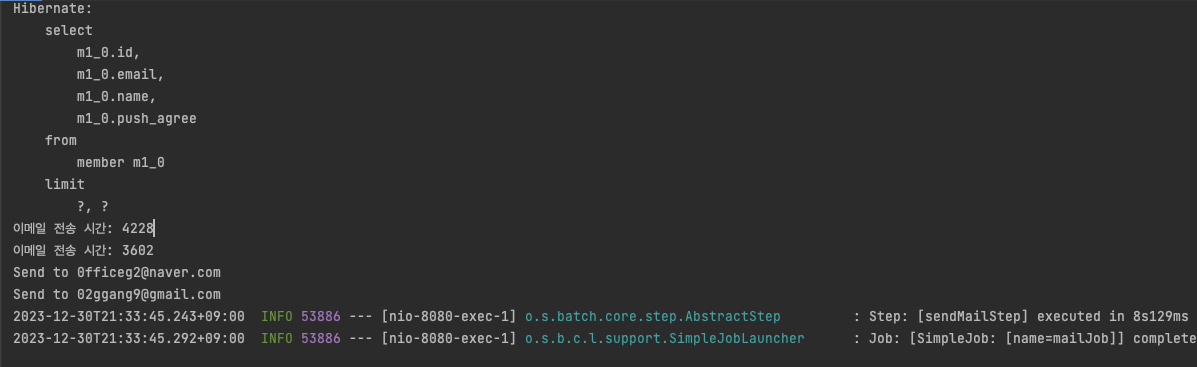 Hibernate:
select
m1_0.id,
m1_0.email,
m1_0.name,
m1_0.push_agree
from
member m1_0
limit
?, ?
이메일 전송 시간: 4228
이메일 전송 시간: 3602
Send to 0fficeg2@naver.com
Send to 02ggang9@gmail.com
2023-12-30T21:33:45.243+09:00 INFO 53886 --- [nio-8080-exec-1] o.s.batch.core.step.AbstractStep : Step: [sendMailStep] executed in 8s129ms
2023-12-30T21:33:45.292+09:00 INFO 53886 --- [nio-8080-exec-1] o.s.b.c.l.support.SimpleJobLauncher : Job: [SimpleJob: [name=mailJob]] complete